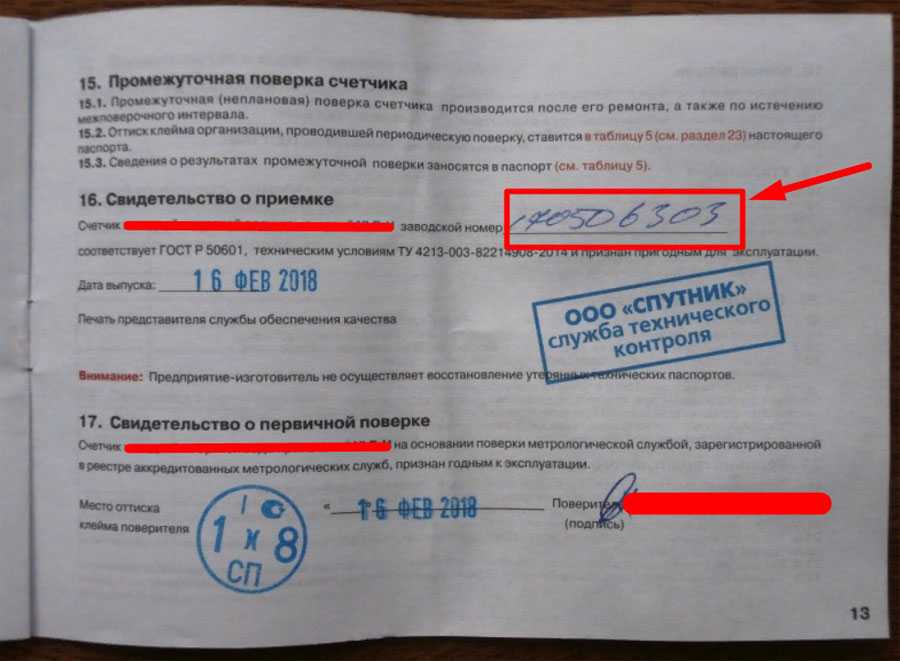 15. Промежуточная поверка счетчика
15.1. Промежуточная (неплановая) поверка счетчика производится после его ремонта, а также по истечению
межповерочного интервала.
15.2. Оттиск клейма организации, проводившей периодическую поверку, ставится в таблицу 5 (см. раздел 23) настоящего
паспорта.
15.3. Сведения о результатах промежуточной поверки заносятся в паспорт (см. таблицу 5).
16. Свидетельство о приемке
Счетчик заводской номер 170506303
соответствует ГОСТ Р 50601, техническим условиям ТУ 4213-003-82214908-2014 и признан пригодным для эксплуатации.
Дата выпуска: 16 ФЕВ 2018
ООО «СПУТНИК»
служба технического
контроля
Печать представителя службы обеспечения качества
Внимание: Предприятие-изготовитель не осуществляет восстановление утерянных технических паспортов.
17. Свидетельство о первичной поверке
Счетчик на основании поверки метрологической службой, зарегистрированной
в реестре аккредитованных метрологических служб, признан годным к эксплуатации.
Место оттиска
клейма поверителя
I
1 и 8
СП
« 16 ФЕВ 2018
Поверитель
(подпись)
13